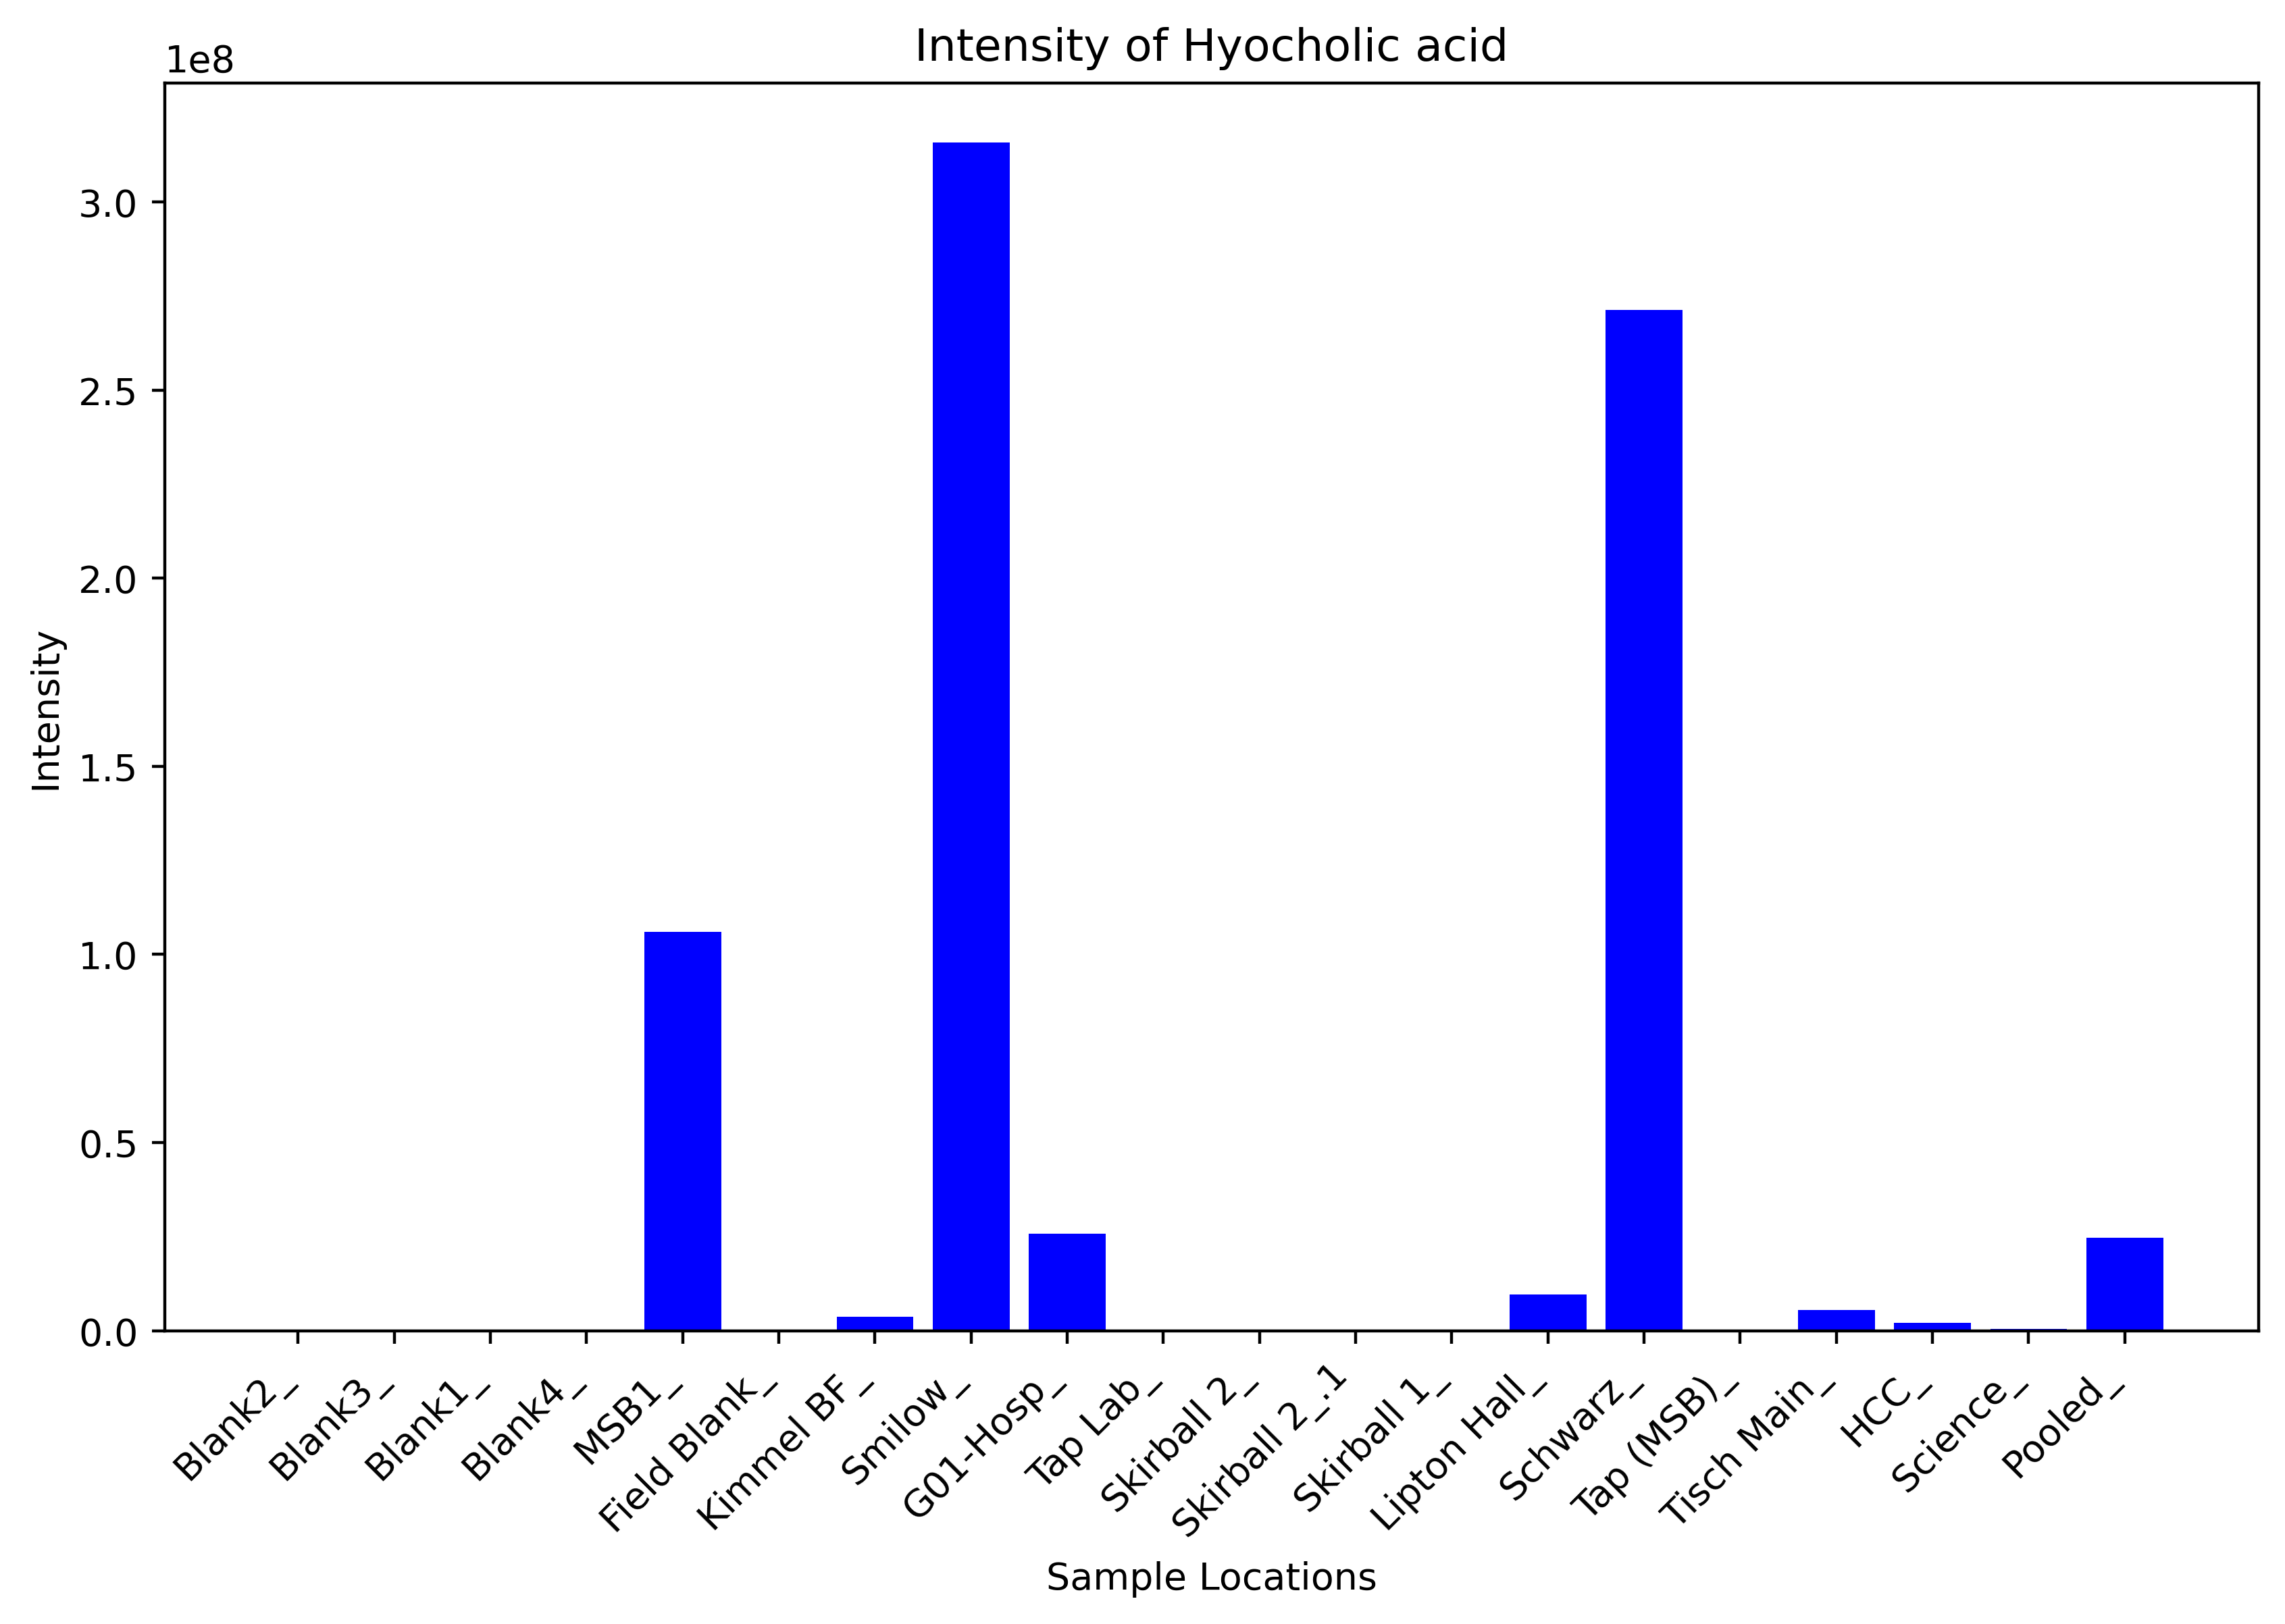 Intensity of Hyocholic acid
1e8
3.0
2.5
2.0
1.5
1.0
0.5
0.0
Intensity
Blank2_
Blank3_
Blank1_
Blank4_
MSB1_
Field Blank_
Kimmel BF_
Smilow_
G01-Hosp_
Tap Lab_
Skirball 2_
Skirball 2_.1
Skirball 1_
Lipton Hall_
Schwarz_
Tap (MSB)_
Tisch Main_
HCC_
Science_
Pooled_
Sample Locations